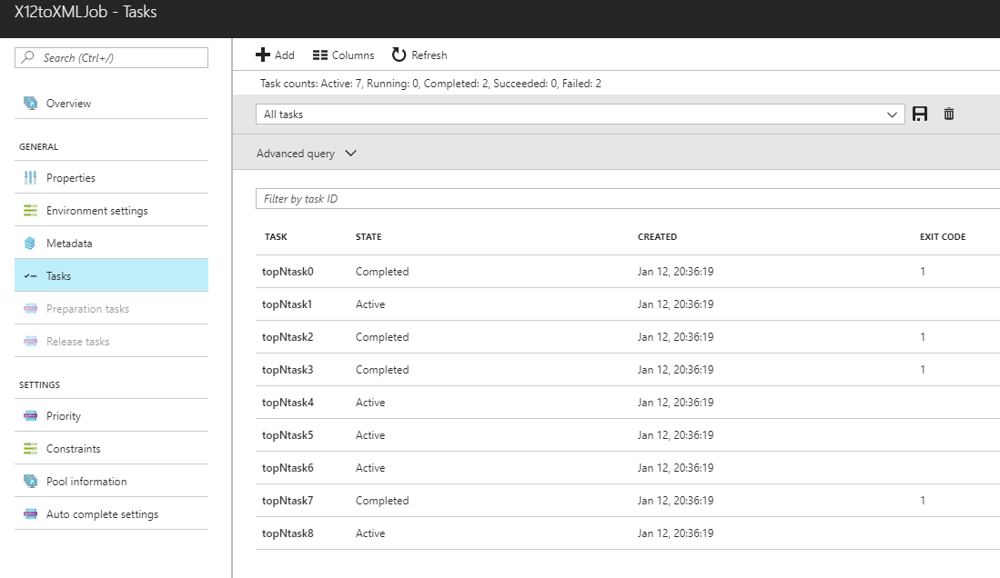 X12toXMLJob - Tasks
Search (Ctrl+/)
Overview
GENERAL
Properties
Environment settings
Metadata
Tasks
Preparation tasks
Release tasks
SETTINGS
Priority
Constraints
Pool information
Auto complete settings
Add Columns Refresh
Task counts: Active: 7, Running: 0, Completed: 2, Succeeded: 0, Failed: 2
All tasks
Advanced query
Filter by task ID
TASK STATE CREATED EXIT CODE
topNtask0 Completed Jan 12, 20:36:19 1
topNtask1 Active Jan 12, 20:36:19
topNtask2 Completed Jan 12, 20:36:19 1
topNtask3 Completed Jan 12, 20:36:19 1
topNtask4 Active Jan 12, 20:36:19
topNtask5 Active Jan 12, 20:36:19
topNtask6 Active Jan 12, 20:36:19
topNtask7 Completed Jan 12, 20:36:19 1
topNtask8 Active Jan 12, 20:36:19